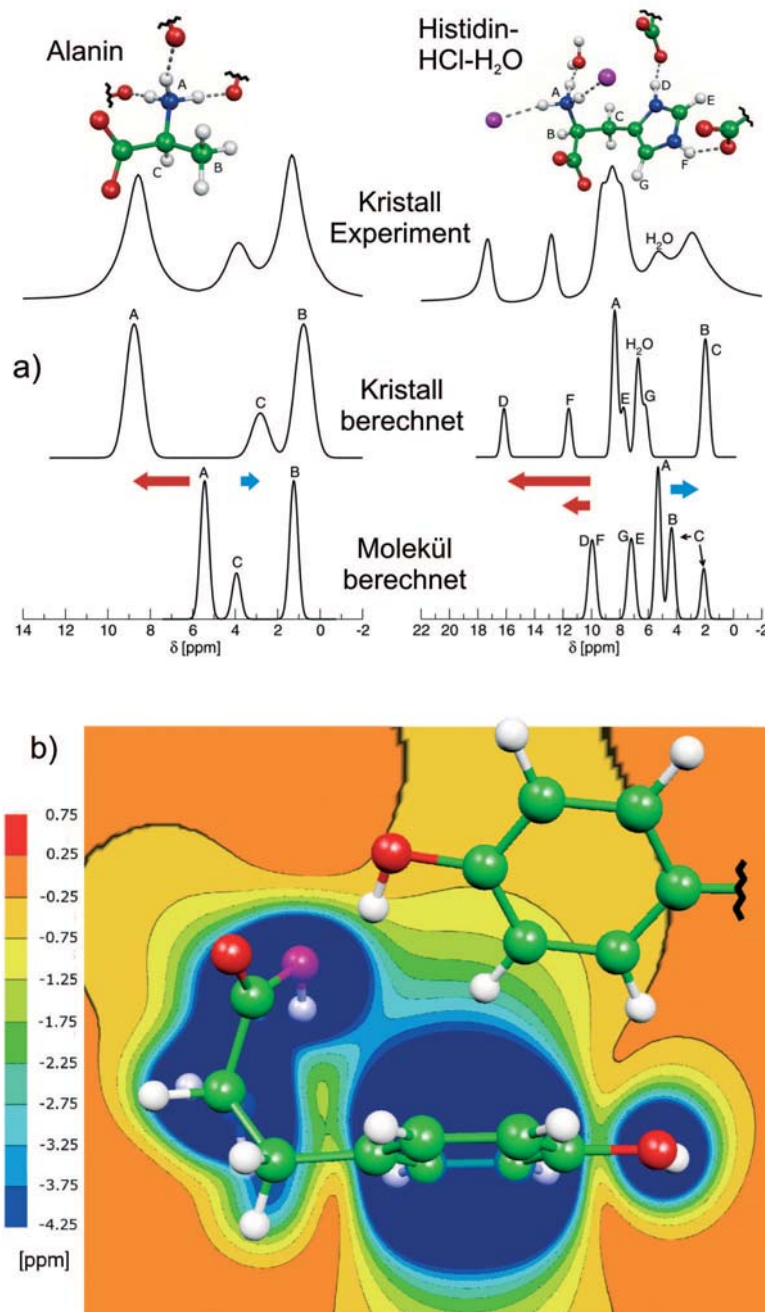 Alanin
A
B
C
Histidin-
HCl-H2O
A
B
C
D
E
F
G
Kristall
Experiment
H2O
a)
A
C
B
Kristall
berechnet
D
F
A
E
H2O
G
B
C
A
C
B
Molekül
berechnet
D F
G E
A
B
C
14 12 10 8 6 4 2 0 -2
δ [ppm]
22 20 18 16 14 12 10 8 6 4 2 0 -2
δ [ppm]
b)
0.75
0.25
-0.25
-0.75
-1.25
-1.75
-2.25
-2.75
-3.25
-3.75
-4.25
[ppm]